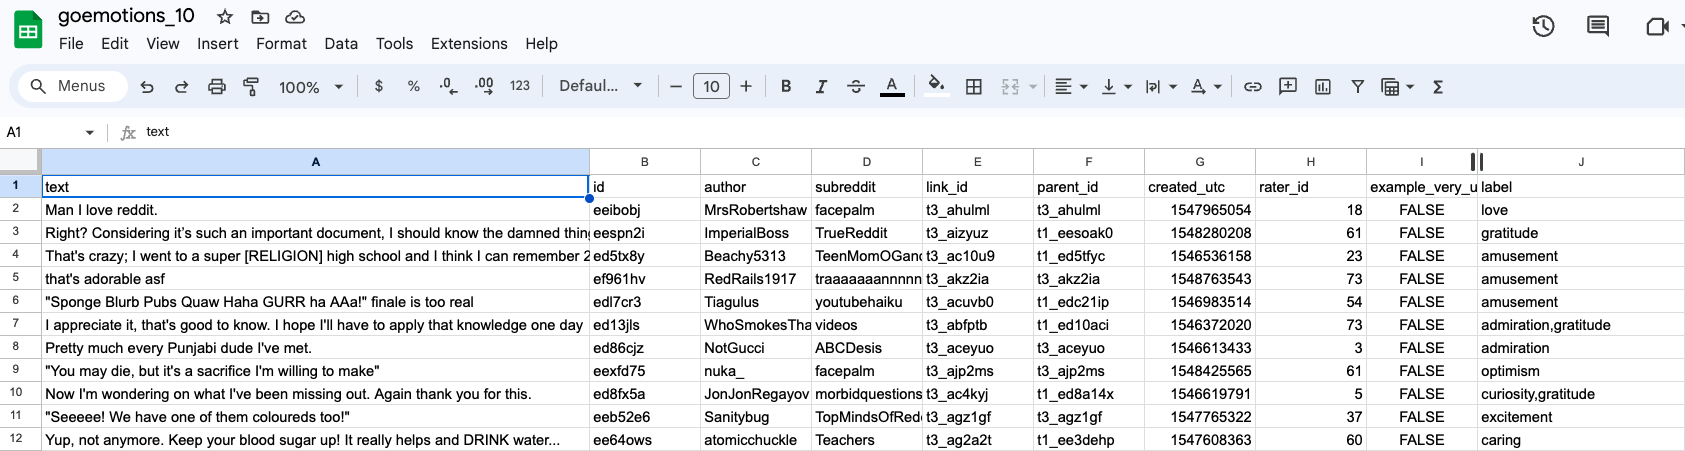 goemotions_10
File Edit View Insert Format Data Tools Extensions Help
Menus 100% $ % .0 .00 123 Defaul... 10 B I S A Σ
A1 fx text
A B C D E F G H I J
1 text id author subreddit link_id parent_id created_utc rater_id example_very_u label
2 Man I love reddit. eeibobj MrsRobertshaw facepalm t3_ahulml t3_ahulml 1547965054 18 FALSE love
3 Right? Considering it's such an important document, I should know the damned thing eespn2i ImperialBoss TrueReddit t3_aizyuz t1_eesoak0 1548280208 61 FALSE gratitude
4 That's crazy; I went to a super [RELIGION] high school and I think I can remember 2 ed5tx8y Beachy5313 TeenMomOGand t3_ac10u9 t1_ed5tfyc 1546536158 23 FALSE amusement
5 that's adorable asf ef961hv RedRails1917 traaaaaaannnnn t3_akz2ia t3_akz2ia 1548763543 73 FALSE amusement
6 "Sponge Blurb Pubs Quaw Haha GURR ha AAa!" finale is too real edl7cr3 Tiagulus youtubehaiku t3_acuvb0 t1_edc21ip 1546983514 54 FALSE amusement
7 I appreciate it, that's good to know. I hope I'll have to apply that knowledge one day ed13jls WhoSmokesTha videos t3_abfptb t1_ed10aci 1546372020 73 FALSE admiration,gratitude
8 Pretty much every Punjabi dude I've met. ed86cjz NotGucci ABCDesis t3_aceyuo t3_aceyuo 1546613433 3 FALSE admiration
9 "You may die, but it's a sacrifice I'm willing to make" eexfd75 nuka_ facepalm t3_ajp2ms t3_ajp2ms 1548425565 61 FALSE optimism
10 Now I'm wondering on what I've been missing out. Again thank you for this. ed8fx5a JonJonRegayov morbidquestions t3_ac4kyj t1_ed8a14x 1546619791 5 FALSE curiosity,gratitude
11 "Seeeee! We have one of them coloureds too!" eeb52e6 Sanitybug TopMindsOfRed t3_agz1gf t3_agz1gf 1547765322 37 FALSE excitement
12 Yup, not anymore. Keep your blood sugar up! It really helps and DRINK water... ee64ows atomicchuckle Teachers t3_ag2a2t t1_ee3dehp 1547608363 60 FALSE caring